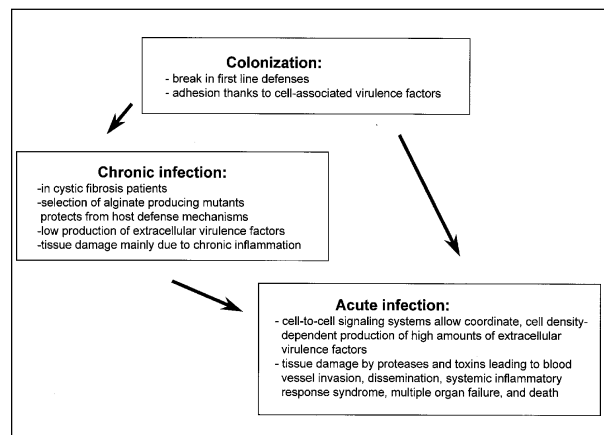 Colonization:
- break in first line defenses
- adhesion thanks to cell-associated virulence factors
Chronic infection:
-in cystic fibrosis patients
-selection of alginate producing mutants
protects from host defense mechanisms
-low production of extracellular virulence factors
-tissue damage mainly due to chronic inflammation
Acute infection:
- cell-to-cell signaling systems allow coordinate, cell density-
dependent production of high amounts of extracellular
virulence factors
- tissue damage by proteases and toxins leading to blood
vessel invasion, dissemination, systemic inflammatory
response syndrome, multiple organ failure, and death